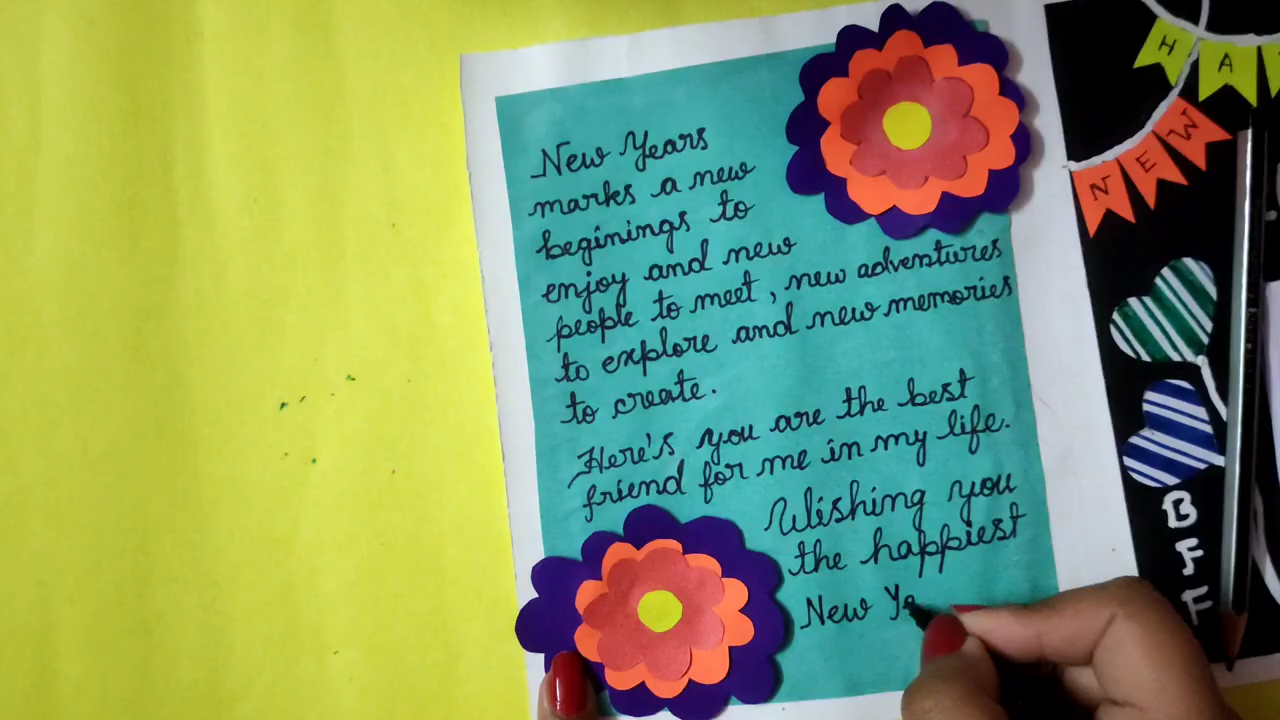 New Years
marks a new
beginings to
enjoy and new
people to meet, new adventures
to explore and new memories
to create.
Here's you are the best
friend for me in my life.
Wishing you
the happiest
New Ye
HA
NEW
B
F
F